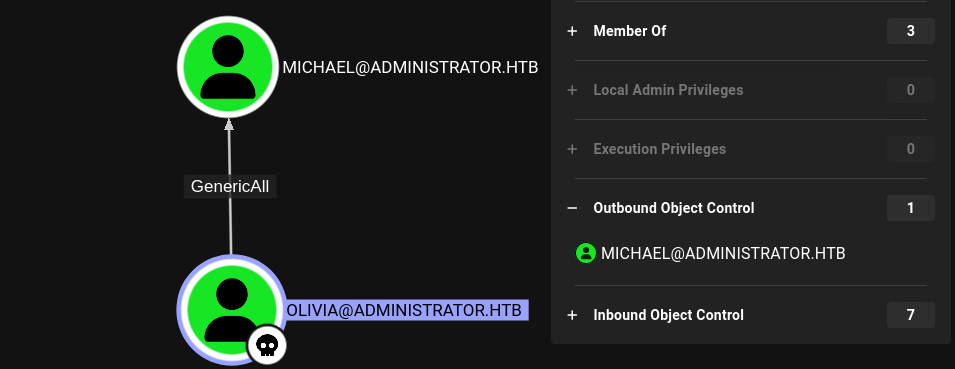 MICHAEL@ADMINISTRATOR.HTB
GenericAll
OLIVIA@ADMINISTRATOR.HTB
+ Member Of 3
+ Local Admin Privileges 0
+ Execution Privileges 0
− Outbound Object Control 1
MICHAEL@ADMINISTRATOR.HTB
+ Inbound Object Control 7